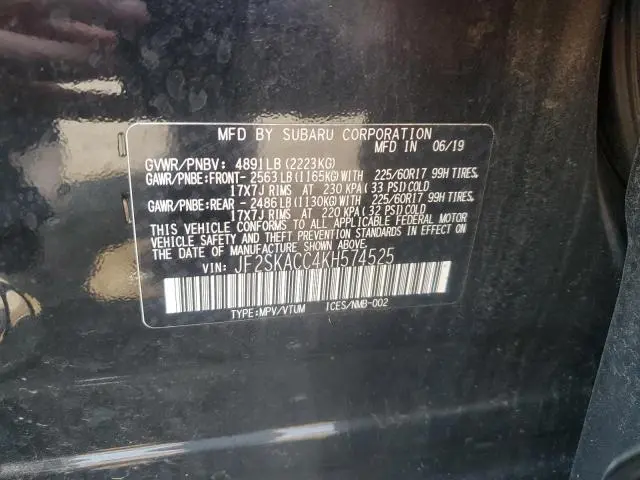 MFD BY SUBARU CORPORATION
MFD IN 06/19
GVWR/PNBV: 4891LB(2223KG)
GAWR/PNBE:FRONT- 2563LB(1165KG)WITH 225/60R17 99H TIRES,
17X7J RIMS AT 230 KPA(33 PSI)COLD
GAWR/PNBE:REAR - 2486LB(1130KG)WITH 225/60R17 99H TIRES,
17X7J RIMS AT 220 KPA(32 PSI)COLD
THIS VEHICLE CONFORMS TO ALL APPLICABLE FEDERAL MOTOR
VEHICLE SAFETY AND THEFT PREVENTION STANDARDS IN EFFECT ON
THE DATE OF MANUFACTURE SHOWN ABOVE.
VIN: JF2SKACC4KH574525
TYPE:MPV/VTUM ICES/NMB-002